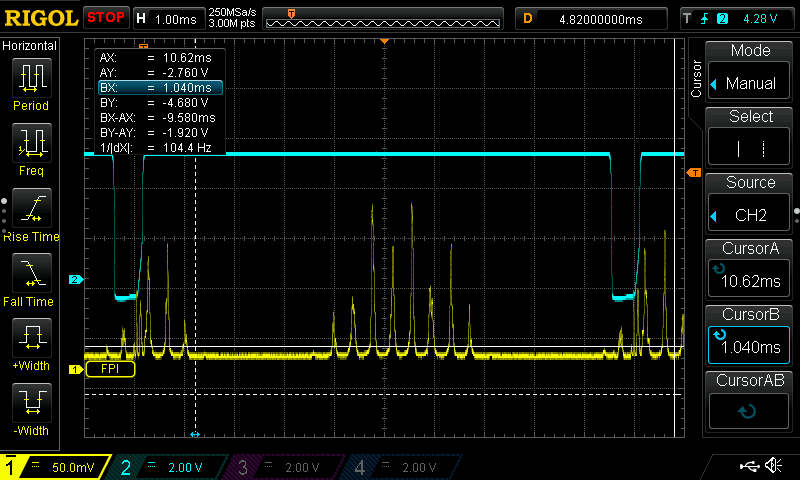 RIGOL STOP H 1.00ms 250MSa/s 3.00M pts T D 4.82000000ms T 2 4.28 V
Horizontal
Period
Freq
Rise Time
Fall Time
+Width
-Width
AX: = 10.62ms
AY: = -2.760 V
BX: = 1.040ms
BY: = -4.680 V
BX-AX: = -9.580ms
BY-AY: = -1.920 V
1/|dX|: = 104.4 Hz
T
2
1
FPI
Cursor
Mode
Manual
Select
Source
CH2
CursorA
10.62ms
CursorB
1.040ms
CursorAB
1 = 50.0mV 2 = 2.00 V 3 = 2.00 V 4 = 2.00 V